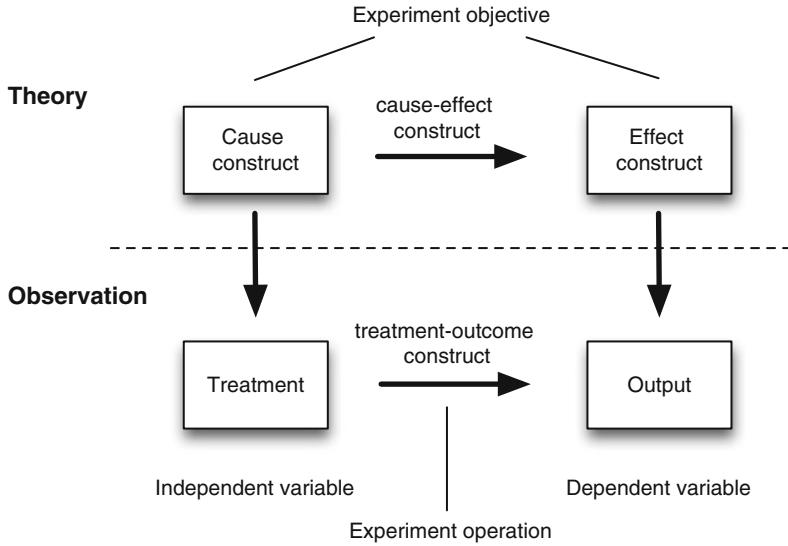 Experiment objective
Theory
cause-effect
construct
Cause
construct
Effect
construct
Observation
treatment-outcome
construct
Treatment
Output
Independent variable
Dependent variable
Experiment operation